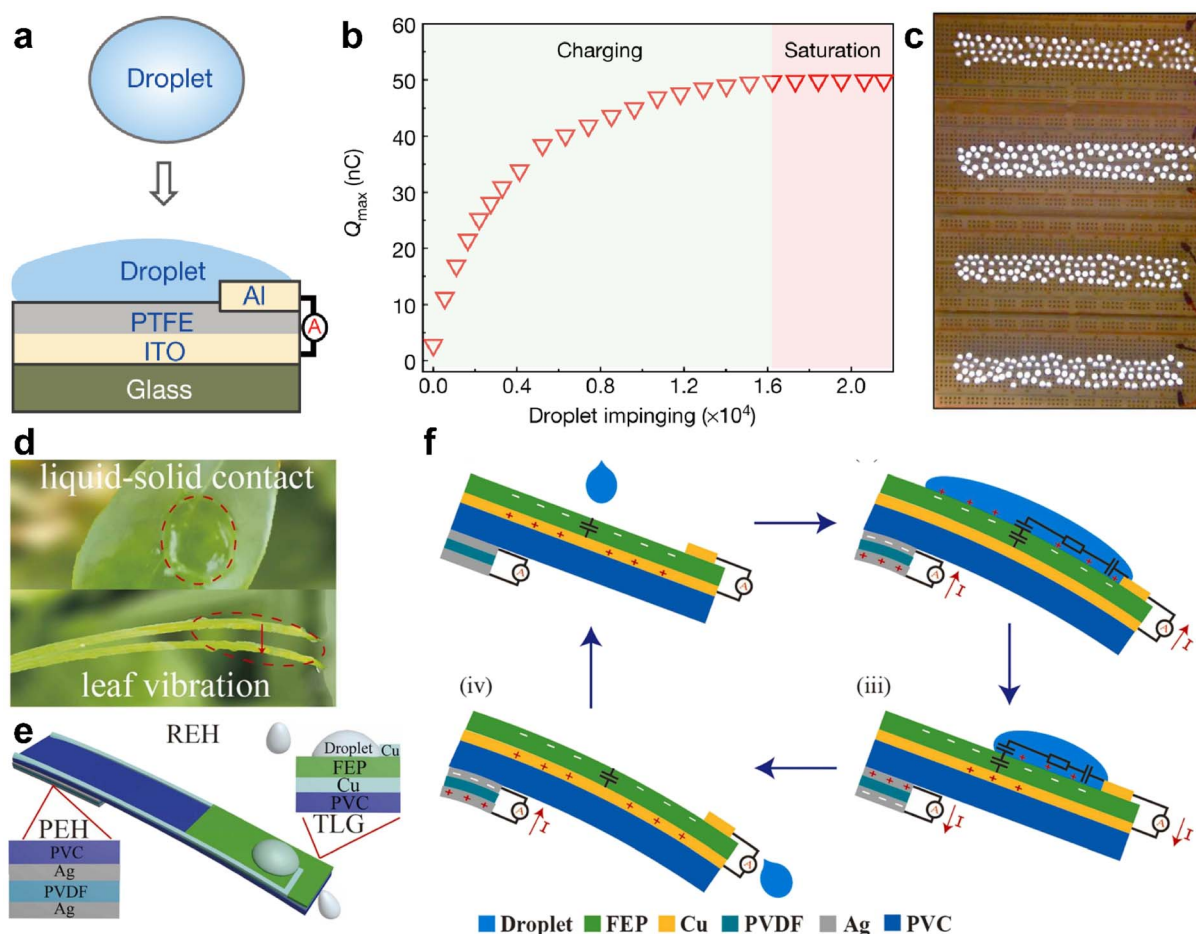 a
Droplet
Droplet
Al
PTFE
ITO
Glass
A
b
Charging
Saturation
Q_max (nC)
60
50
40
30
20
10
0
0.0 0.4 0.8 1.2 1.6 2.0
Droplet impinging (×10⁴)
c
d
liquid-solid contact
leaf vibration
e
REH
Droplet
Cu
FEP
Cu
PVC
TLG
PEH
PVC
Ag
PVDF
Ag
f
A
A
A
I
A
I
(iv)
(iii)
A
I
A
A
I
A
I
Droplet FEP Cu PVDF Ag PVC